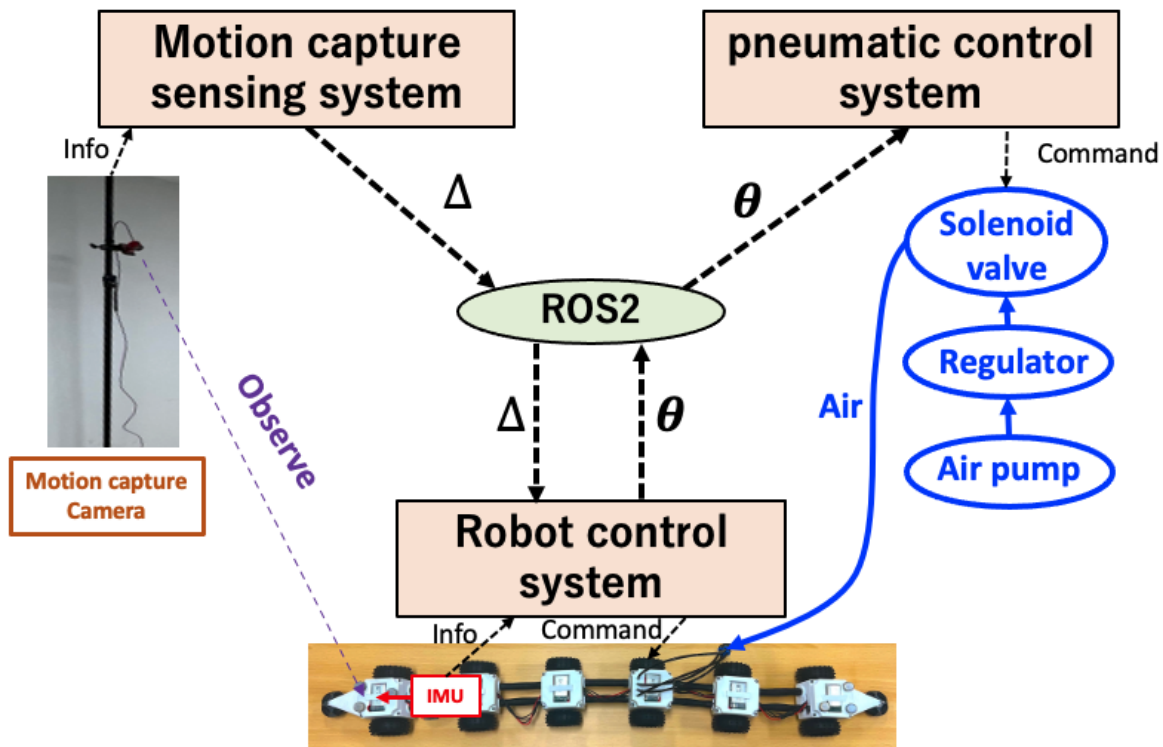 Motion capture
sensing system
pneumatic control
system
Info
Command
Δ
θ
Solenoid
valve
ROS2
Regulator
Observe
Δ
θ
Air
Air pump
Motion capture
Camera
Robot control
system
Info
Command
IMU